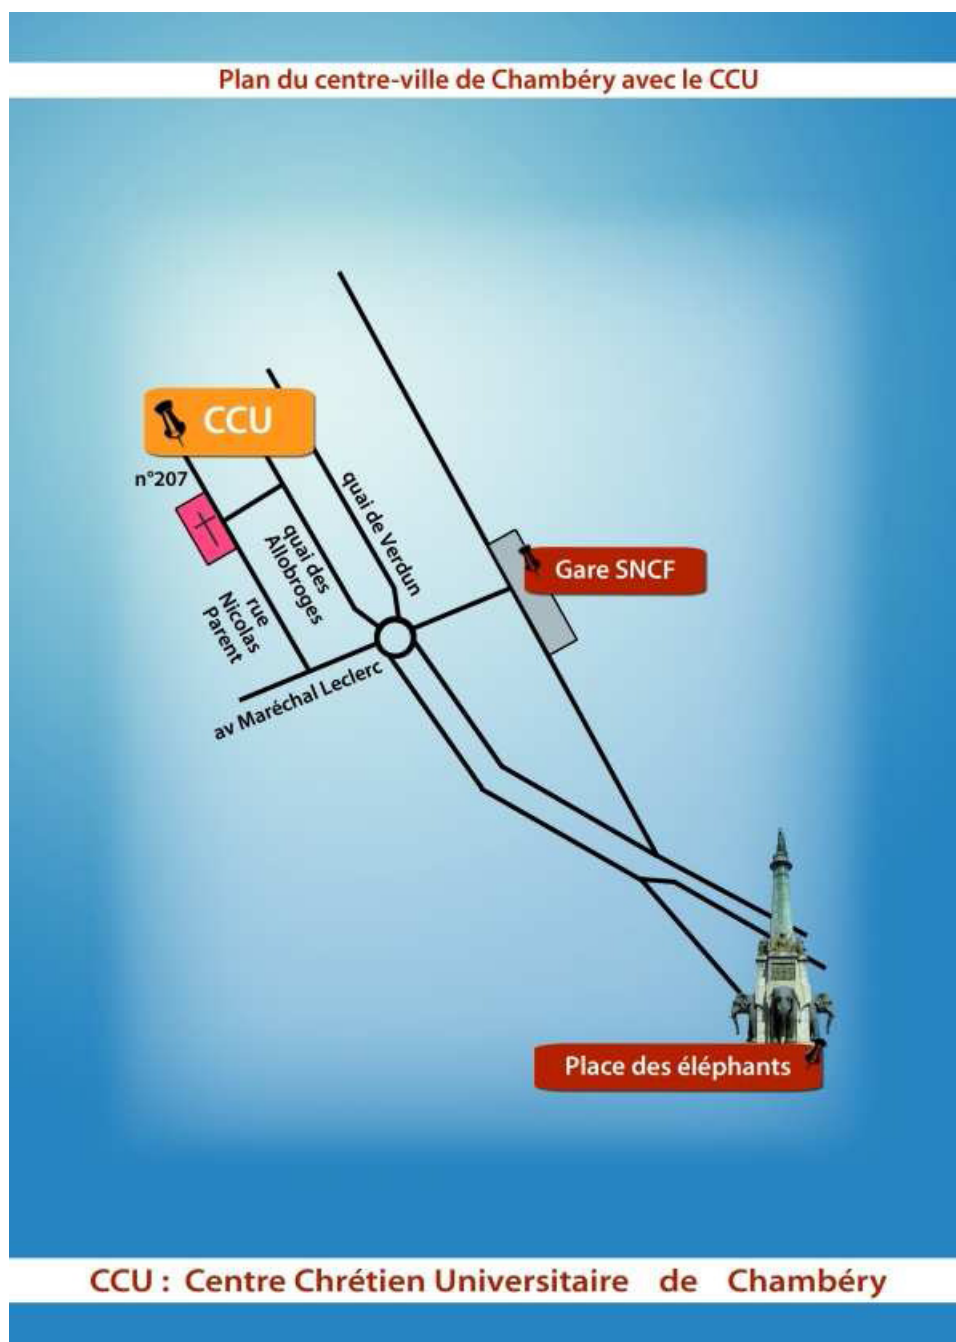 Plan du centre-ville de Chambéry avec le CCU
CCU
n°207
quai de Verdun
quai des
Allobroges
Gare SNCF
rue
Nicolas
Parent
av Maréchal Leclerc
Place des éléphants
CCU : Centre Chrétien Universitaire de Chambéry